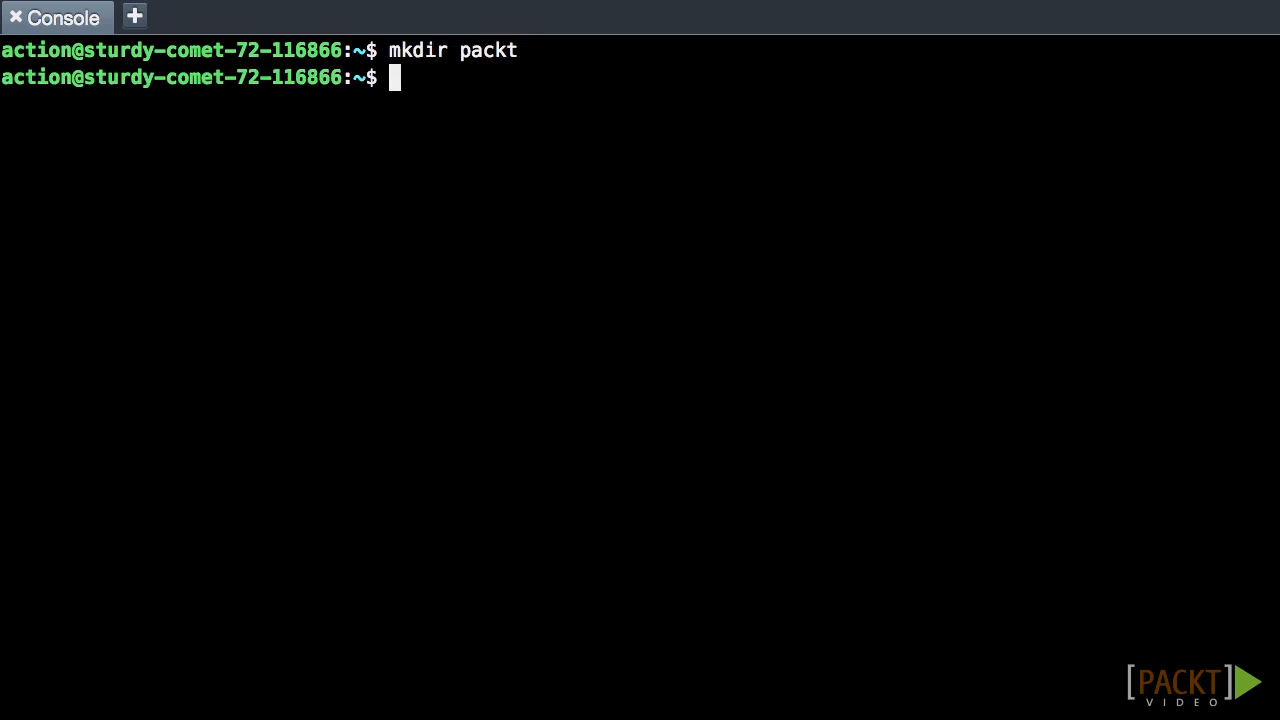 Console
action@sturdy-comet-72-116866:~$ mkdir packt
action@sturdy-comet-72-116866:~$
[PACKT]
VIDEO